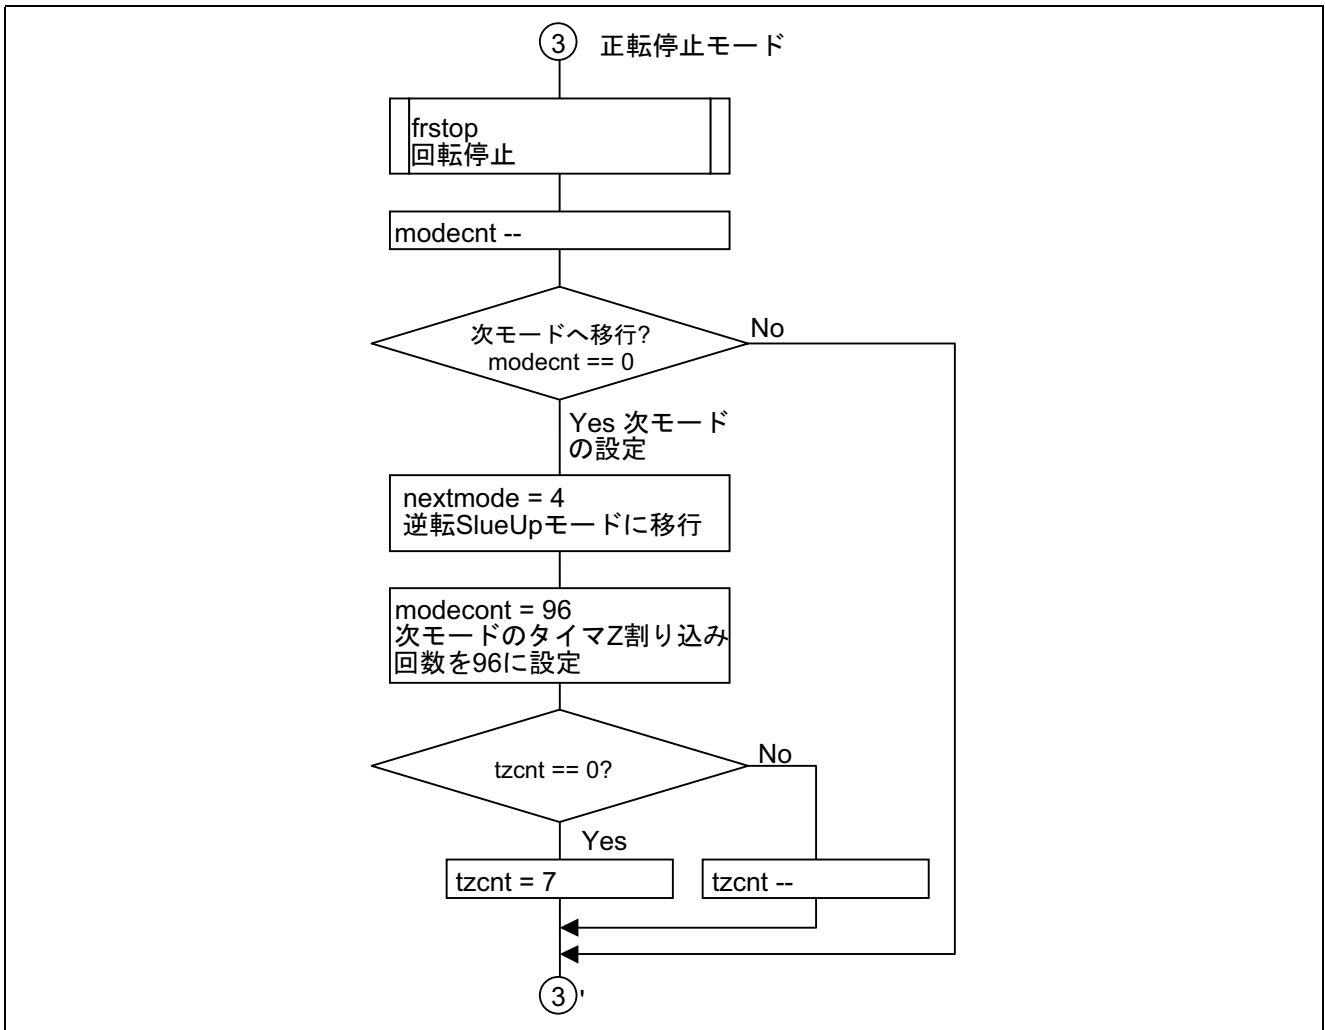 3 正転停止モード
frstop
回転停止
modecnt --
次モードへ移行?
modecnt == 0
No
Yes 次モード
の設定
nextmode = 4
逆転SlueUpモードに移行
modecont = 96
次モードのタイマZ割り込み
回数を96に設定
tzcnt == 0?
No
Yes
tzcnt = 7
tzcnt --
3'